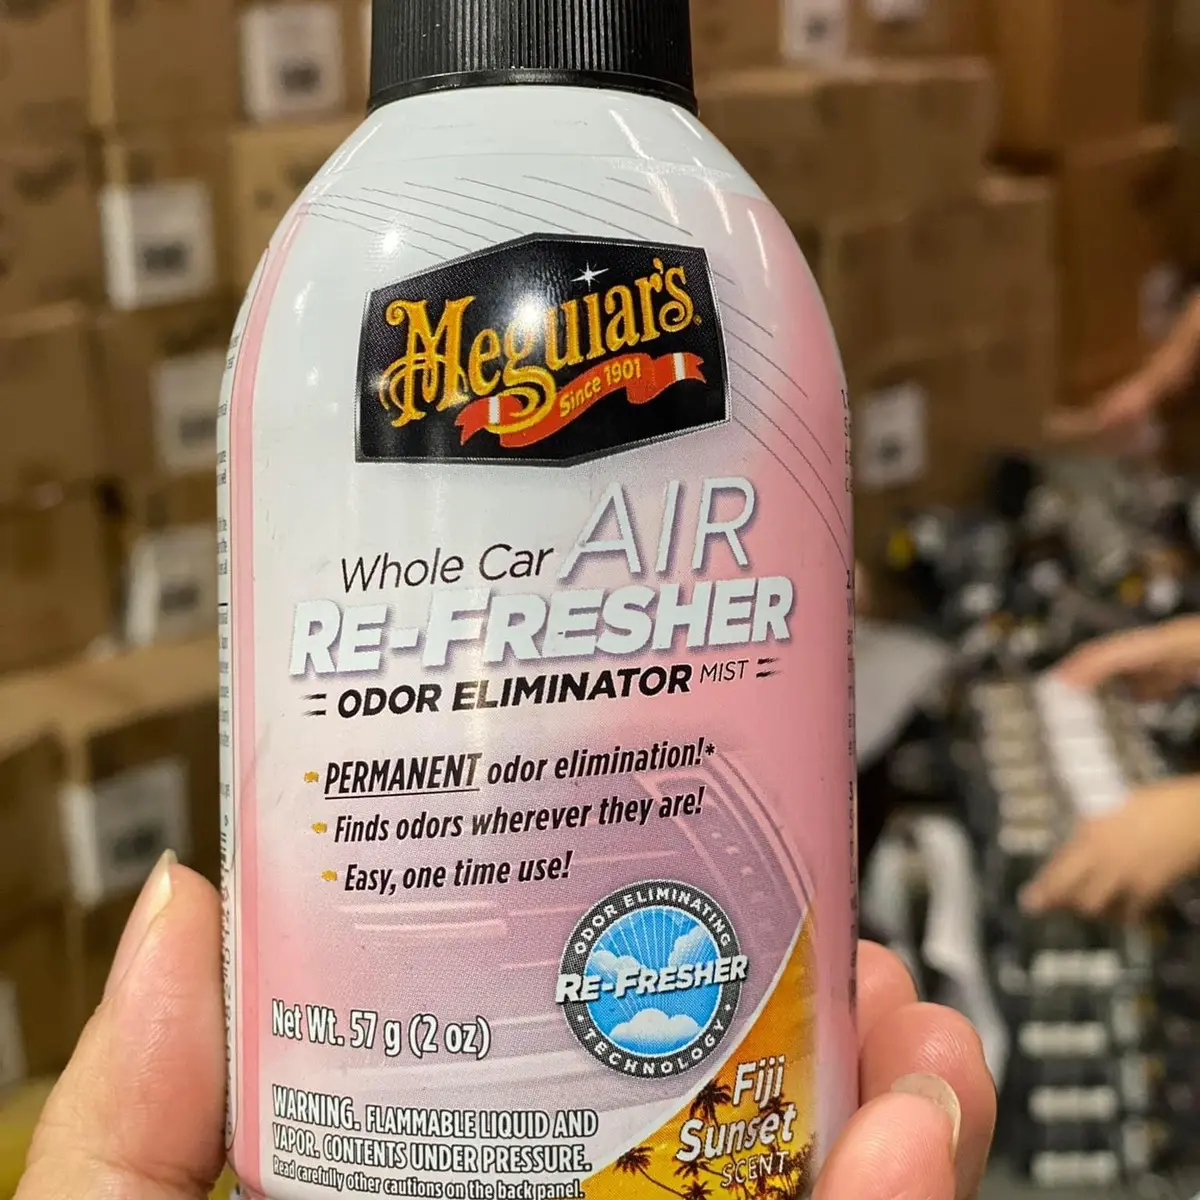 Meguiar's
Since 1901
Whole Car AIR
RE-FRESHER
ODOR ELIMINATOR MIST
PERMANENT odor elimination!*
Finds odors wherever they are!
Easy, one time use!
ODOR ELIMINATING
RE-FRESHER
TECHNOLOGY
Net Wt. 57 g (2 oz)
Fiji
Sunset
SCENT
WARNING. FLAMMABLE LIQUID AND
VAPOR. CONTENTS UNDER PRESSURE.
Read carefully other cautions on the back panel.